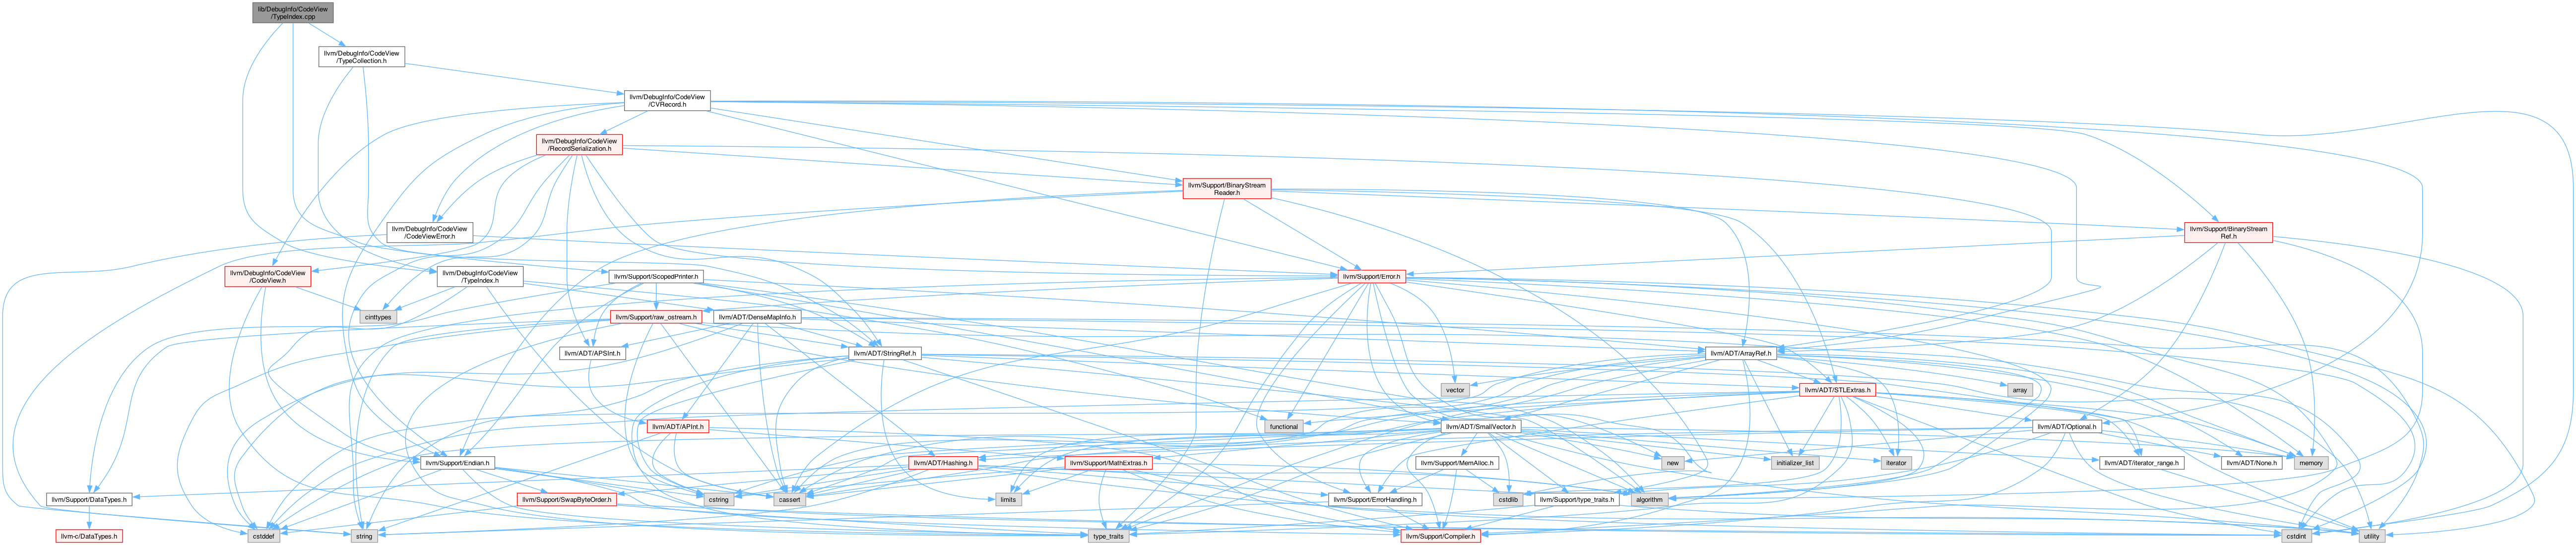 lib/DebugInfo/CodeView
/TypeIndex.cpp
llvm/DebugInfo/CodeView
/TypeCollection.h
llvm/DebugInfo/CodeView
/CVRecord.h
llvm/DebugInfo/CodeView
/RecordSerialization.h
llvm/Support/BinaryStream
Reader.h
llvm/DebugInfo/CodeView
/CodeViewError.h
llvm/Support/BinaryStream
Ref.h
llvm/DebugInfo/CodeView
/CodeView.h
llvm/DebugInfo/CodeView
/TypeIndex.h
llvm/Support/ScopedPrinter.h
llvm/Support/Error.h
cinttypes
llvm/Support/raw_ostream.h
llvm/ADT/DenseMapInfo.h
llvm/ADT/APSInt.h
llvm/ADT/StringRef.h
llvm/ADT/ArrayRef.h
vector
llvm/ADT/STLExtras.h
array
llvm/ADT/APInt.h
functional
llvm/ADT/SmallVector.h
llvm/ADT/Optional.h
llvm/Support/Endian.h
llvm/ADT/Hashing.h
llvm/Support/MathExtras.h
llvm/Support/MemAlloc.h
new
initializer_list
iterator
llvm/ADT/iterator_range.h
llvm/ADT/None.h
memory
llvm/Support/DataTypes.h
llvm/Support/SwapByteOrder.h
cstring
cassert
limits
llvm/Support/ErrorHandling.h
cstdlib
llvm/Support/type_traits.h
algorithm
llvm-c/DataTypes.h
cstddef
string
type_traits
llvm/Support/Compiler.h
cstdint
utility